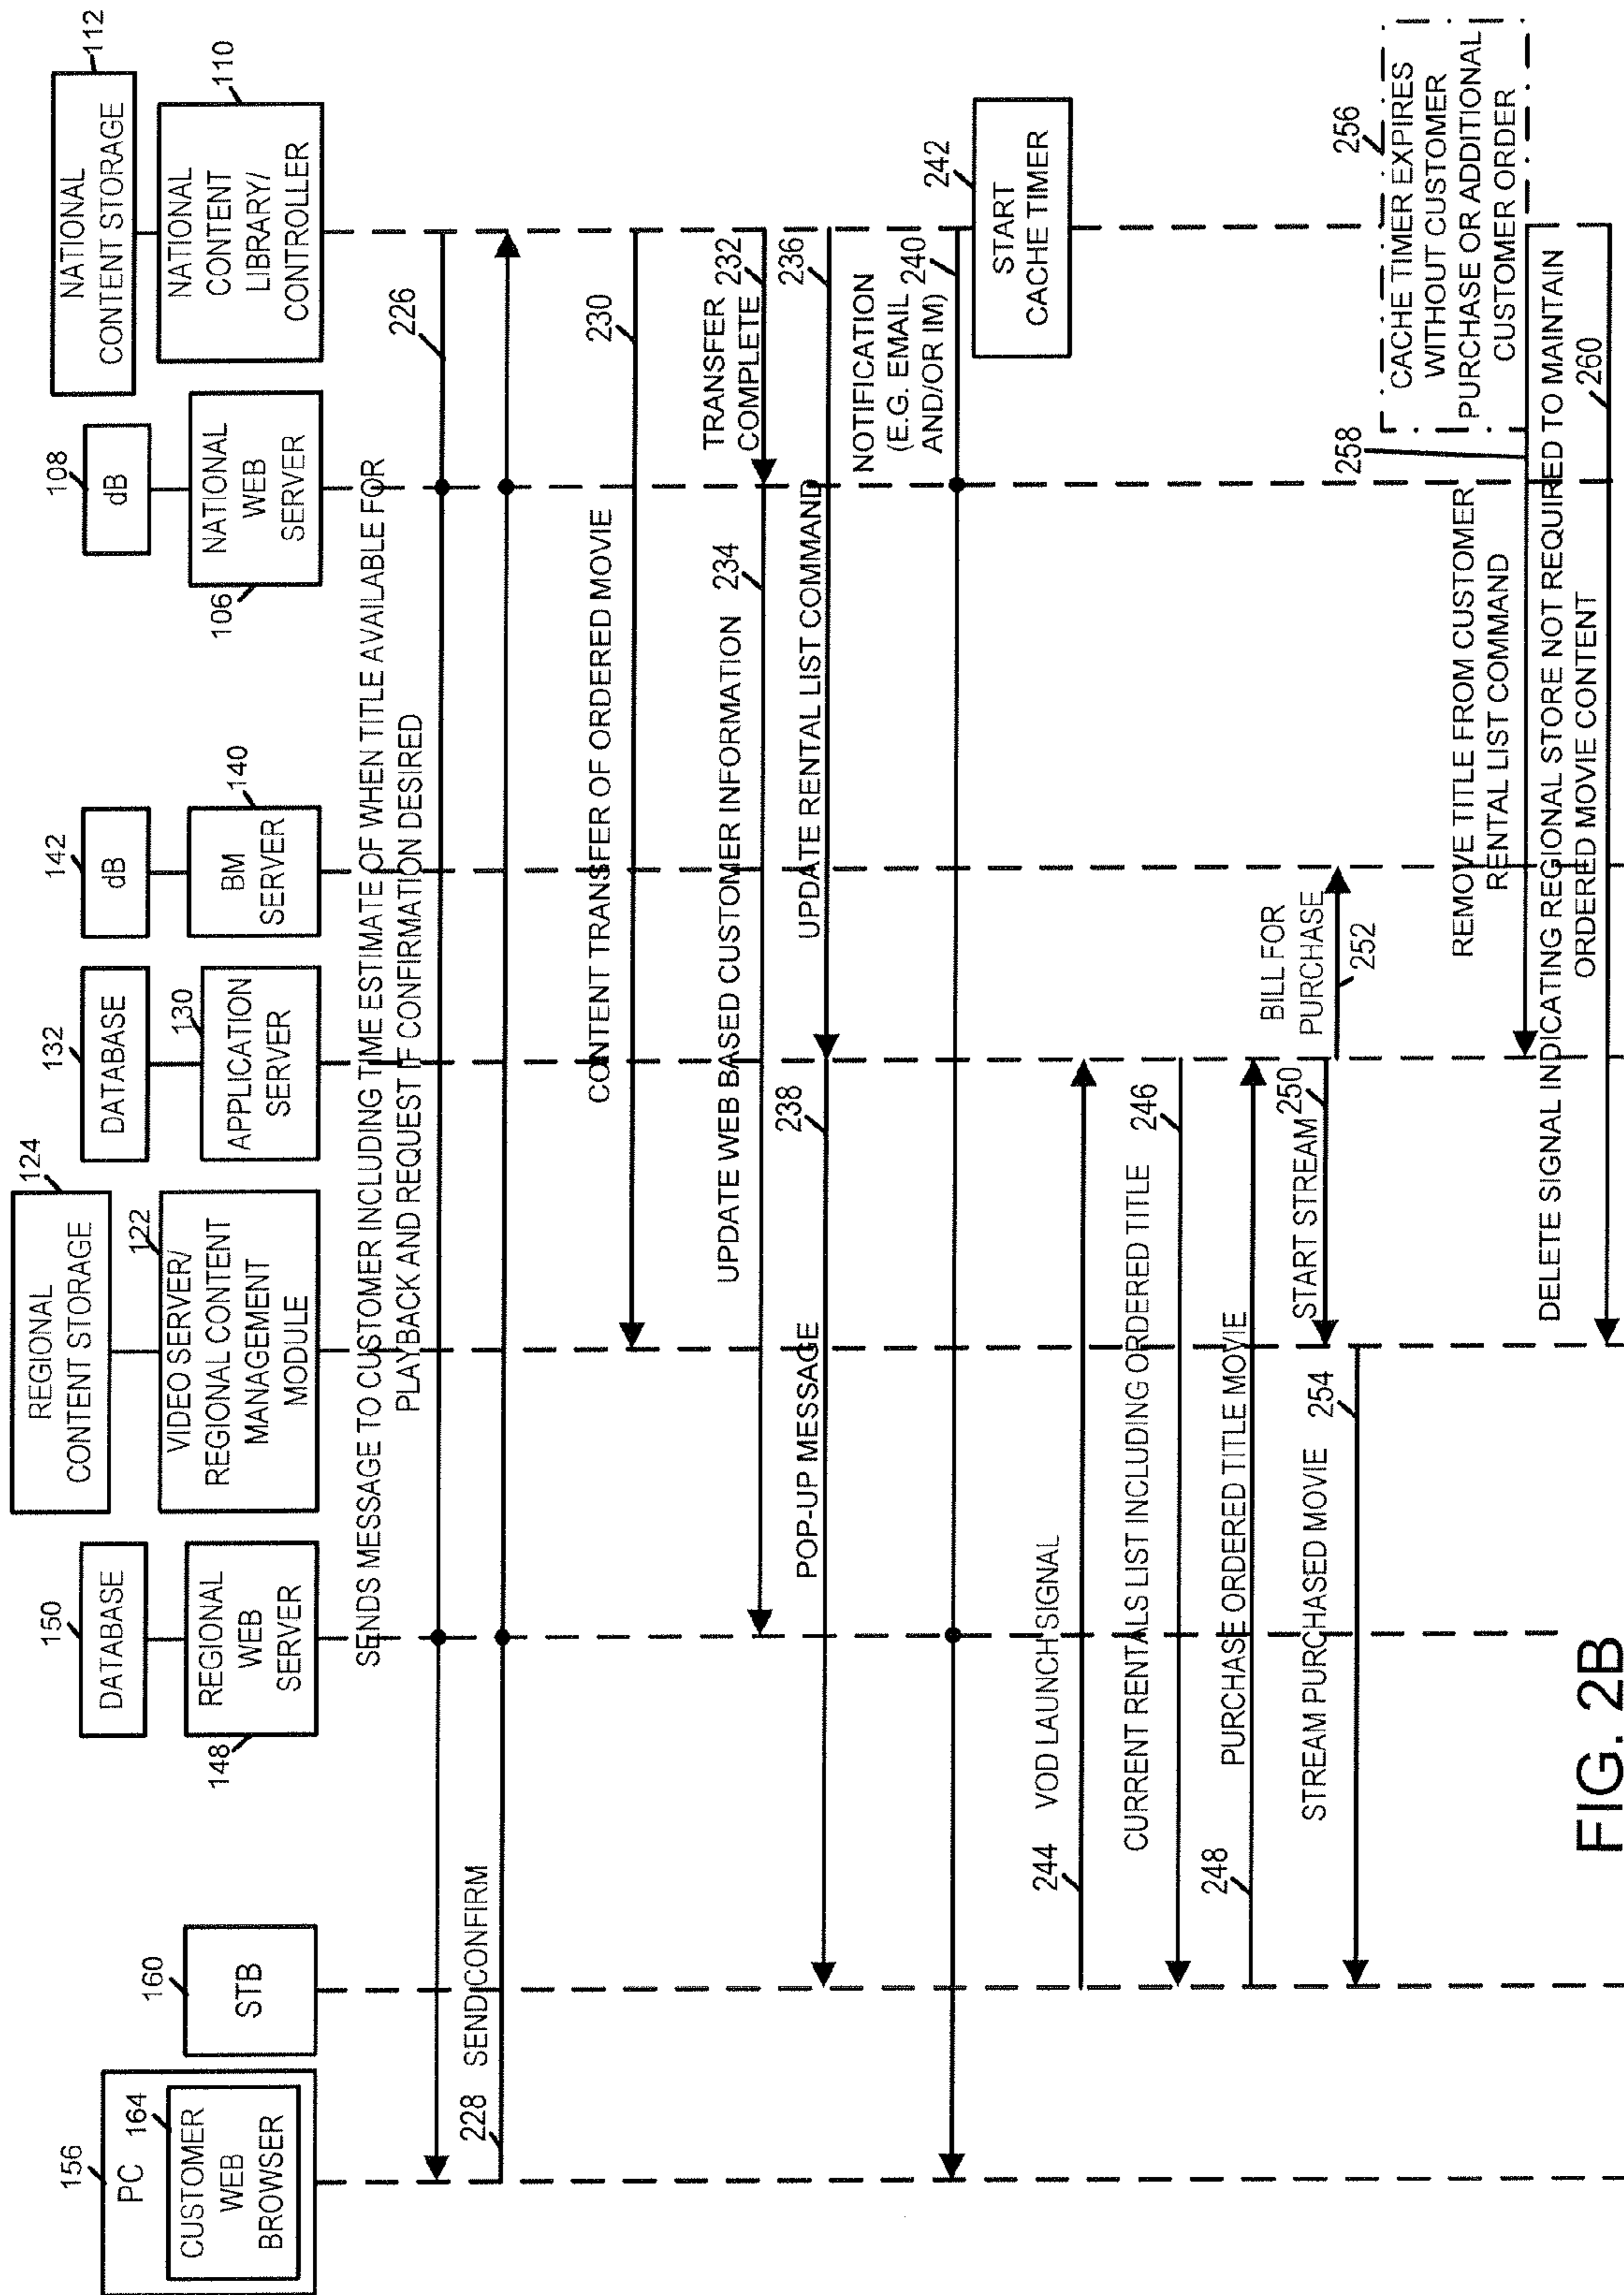 156
PC
164
CUSTOMER
WEB
BROWSER
160
STB
150
DATABASE
REGIONAL
WEB
SERVER
148
124
REGIONAL
CONTENT STORAGE
122
VIDEO SERVER/
REGIONAL CONTENT
MANAGEMENT
MODULE
132
DATABASE
130
APPLICATION
SERVER
142
dB
140
BM
SERVER
108
dB
NATIONAL
WEB
SERVER
106
112
NATIONAL
CONTENT STORAGE
110
NATIONAL
CONTENT
LIBRARY/
CONTROLLER
SENDS MESSAGE TO CUSTOMER INCLUDING TIME ESTIMATE OF WHEN TITLE AVAILABLE FOR
PLAYBACK AND REQUEST IF CONFIRMATION DESIRED
226
228 SEND CONFIRM
CONTENT TRANSFER OF ORDERED MOVIE
230
TRANSFER
COMPLETE
232
UPDATE WEB BASED CUSTOMER INFORMATION 234
UPDATE RENTAL LIST COMMAND
236
POP-UP MESSAGE
238
NOTIFICATION
(E.G. EMAIL
AND/OR IM)
240
242
START
CACHE TIMER
244 VOD LAUNCH SIGNAL
CURRENT RENTALS LIST INCLUDING ORDERED TITLE 246
248 PURCHASE ORDERED TITLE MOVIE
START STREAM 250
BILL FOR
PURCHASE
252
STREAM PURCHASED MOVIE 254
256
CACHE TIMER EXPIRES
WITHOUT CUSTOMER
PURCHASE OR ADDITIONAL
CUSTOMER ORDER
258
REMOVE TITLE FROM CUSTOMER
RENTAL LIST COMMAND
DELETE SIGNAL INDICATING REGIONAL STORE NOT REQUIRED TO MAINTAIN
ORDERED MOVIE CONTENT
260
FIG. 2B